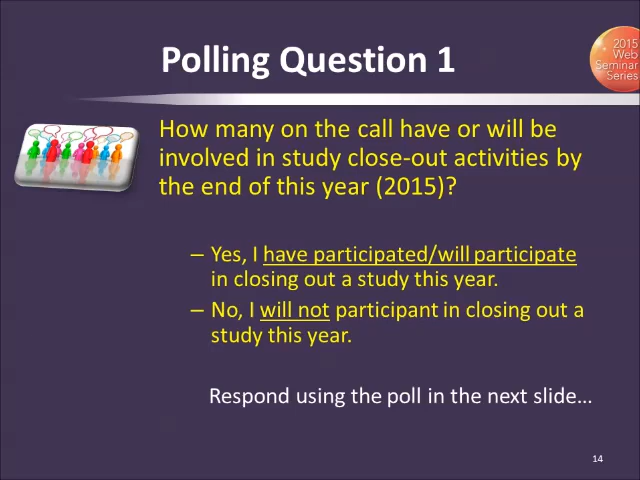 Polling Question 1
2015
Web
Seminar
Series
How many on the call have or will be
involved in study close-out activities by
the end of this year (2015)?
– Yes, I have participated/will participate
in closing out a study this year.
– No, I will not participant in closing out a
study this year.
Respond using the poll in the next slide…
14